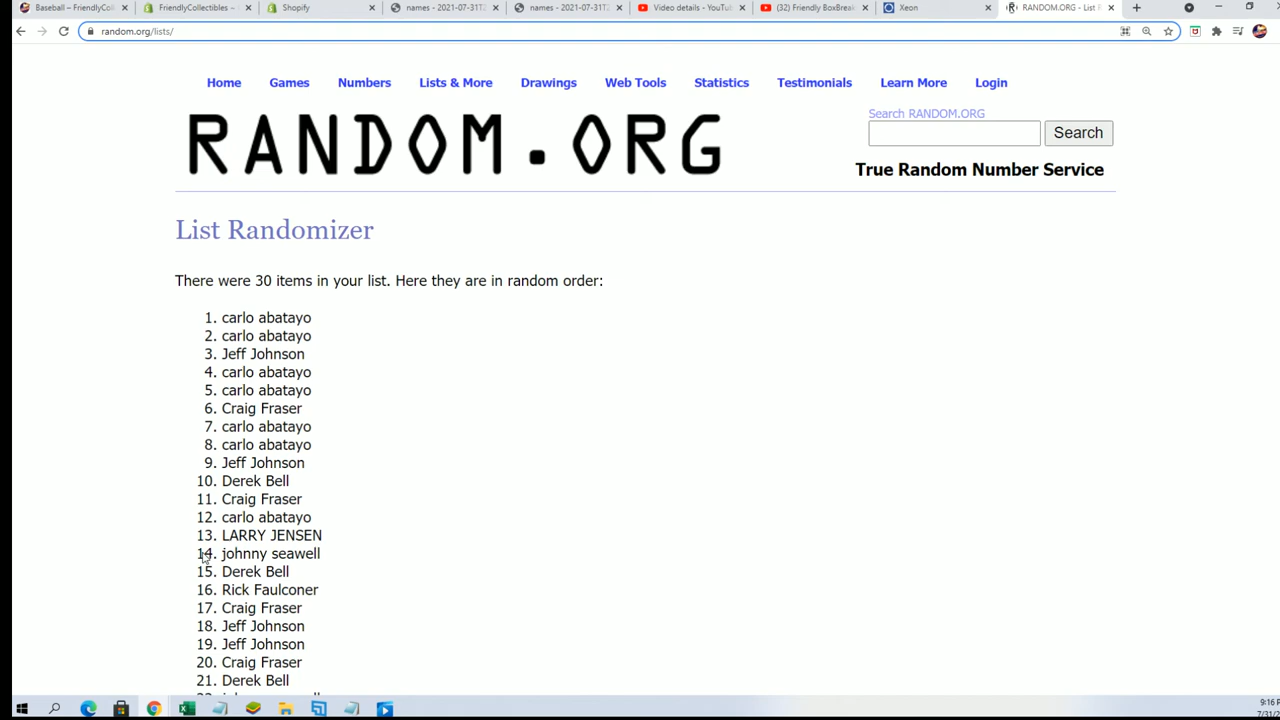 Baseball – FriendlyCol
FriendlyCollectibles –
Shopify
names - 2021-07-31T
names - 2021-07-31T
Video details - YouTu
(32) Friendly BoxBreak
Xeon
RANDOM.ORG - List R
random.org/lists/
Home Games Numbers Lists & More Drawings Web Tools Statistics Testimonials Learn More Login
RANDOM.ORG
Search RANDOM.ORG
Search
True Random Number Service
List Randomizer
There were 30 items in your list. Here they are in random order:
1. carlo abatayo
2. carlo abatayo
3. Jeff Johnson
4. carlo abatayo
5. carlo abatayo
6. Craig Fraser
7. carlo abatayo
8. carlo abatayo
9. Jeff Johnson
10. Derek Bell
11. Craig Fraser
12. carlo abatayo
13. LARRY JENSEN
14. johnny seawell
15. Derek Bell
16. Rick Faulconer
17. Craig Fraser
18. Jeff Johnson
19. Jeff Johnson
20. Craig Fraser
21. Derek Bell
9:16 P
7/31/2